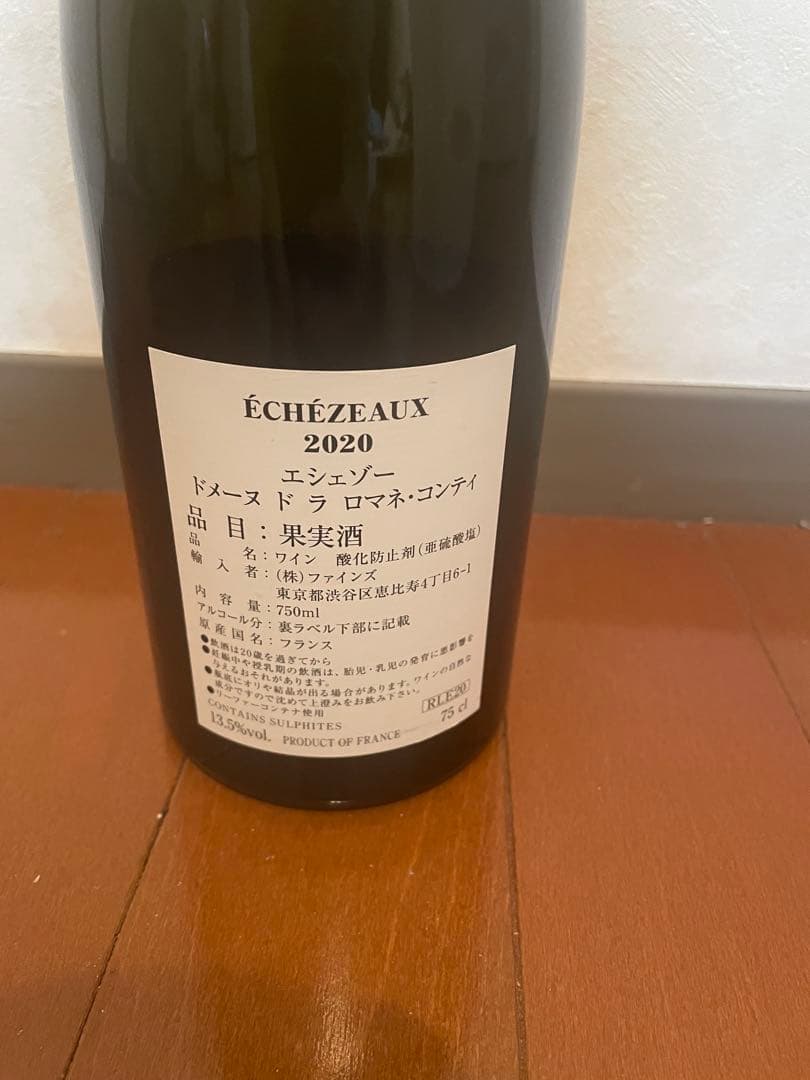 ÉCHÉZEAUX
2020
エシェゾー
ドメーヌ ド ラ ロマネ・コンティ
品目：果実酒
品名：ワイン 酸化防止剤(亜硫酸塩)
輸入者：(株)ファインズ
東京都渋谷区恵比寿4丁目6-1
内容量：750ml
アルコール分：裏ラベル下部に記載
原産国名：フランス
●飲酒は20歳を過ぎてから
●妊娠中や授乳期の飲酒は、胎児・乳児の発育に悪影響を
与えるおそれがあります。
●瓶底にオリや結晶が出る場合があります。ワインの自然な
成分ですので沈めて上澄みをお飲み下さい。
●リーファーコンテナ使用
RLE20
CONTAINS SULPHITES
13.5%vol. PRODUCT OF FRANCE 75 cl